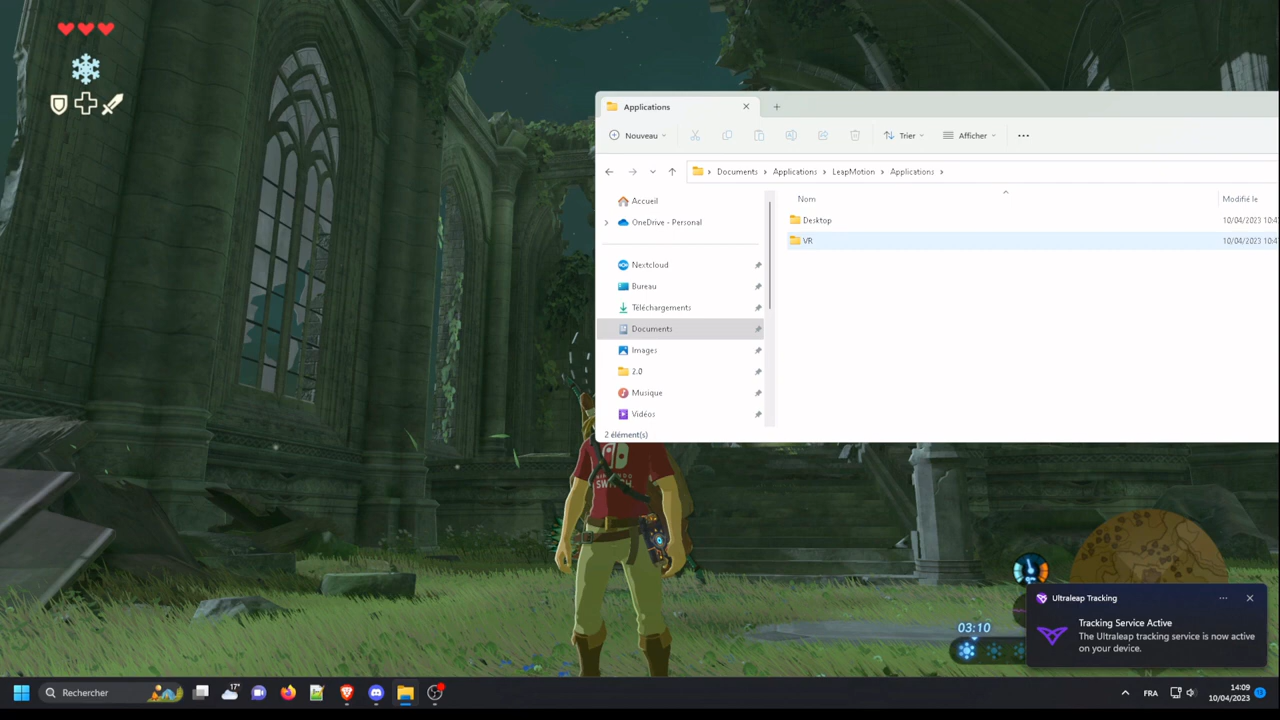 Applications
Nouveau
Trier
Afficher
Documents > Applications > LeapMotion > Applications >
Accueil
OneDrive - Personal
Nextcloud
Bureau
Téléchargements
Documents
Images
2.0
Musique
Vidéos
Nom
Modifié le
Desktop
10/04/2023 10:4
VR
10/04/2023 10:4
2 élément(s)
SWITCH
03:10
Ultraleap Tracking
Tracking Service Active
The Ultraleap tracking service is now active
on your device.
Rechercher
17°
FRA
14:09
10/04/2023